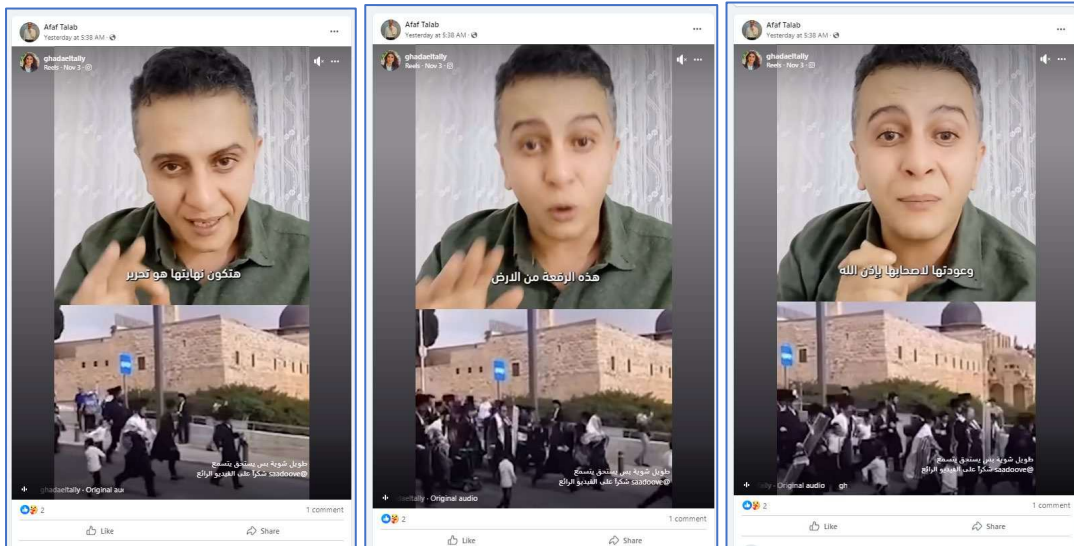 Afaf Talab
Yesterday at 5:38 AM
ghadaeltally
Reels · Nov 3 ·
هتكون نهايتها هو تحرير
طويل شوية بس يستحق يتسمع
@saadoove شكراً على الفيديو الرائع
ghadaeltally · Original au
2
1 comment
Like
Share
Afaf Talab
Yesterday at 5:38 AM
ghadaeltally
Reels · Nov 3 ·
هذه الرقعة من الارض
طويل شوية بس يستحق يتسمع
@saadoove شكراً على الفيديو الرائع
aeltally · Original audio
2
1 comment
Like
Share
Afaf Talab
Yesterday at 5:38 AM
ghadaeltally
Reels · Nov 3 ·
وعودتها لاصحابها بإذن الله
طويل شوية بس يستحق يتسمع
@saadoove شكراً على الفيديو الرائع
lly · Original audio gh
2
1 comment
Like
Share